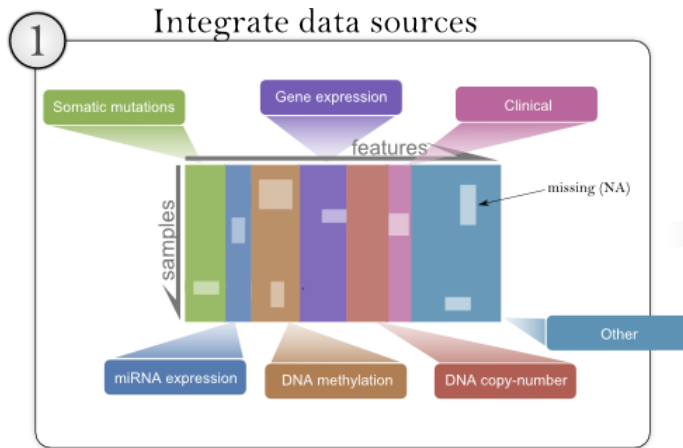 Integrate data sources
1
Somatic mutations
Gene expression
Clinical
features
samples
missing (NA)
Other
miRNA expression
DNA methylation
DNA copy-number